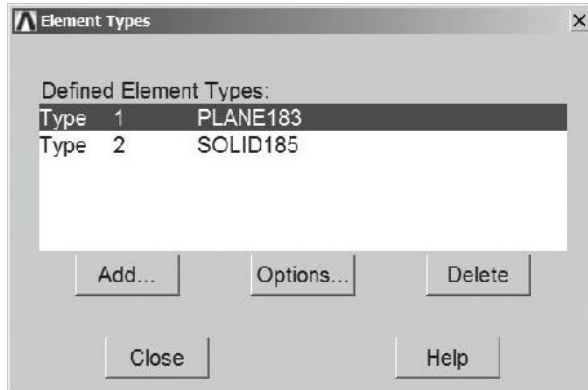 Element Types
Defined Element Types:
Type 1 PLANE183
Type 2 SOLID185
Add... Options... Delete
Close Help